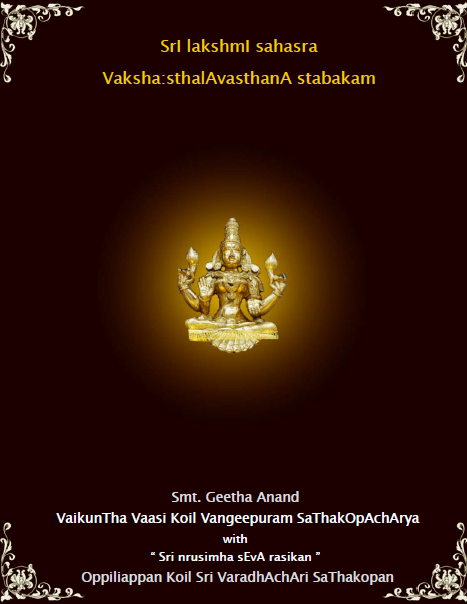 SrI lakshmI sahasra
Vaksha:sthalAvasthanA stabakam
Smt. Geetha Anand
VaikunTha Vaasi Koil Vangeepuram SaThakOpAchArya
with
“ Sri nrusimha sEvA rasikan ”
Oppiliappan Koil Sri VaradhAchAri SaThakopan